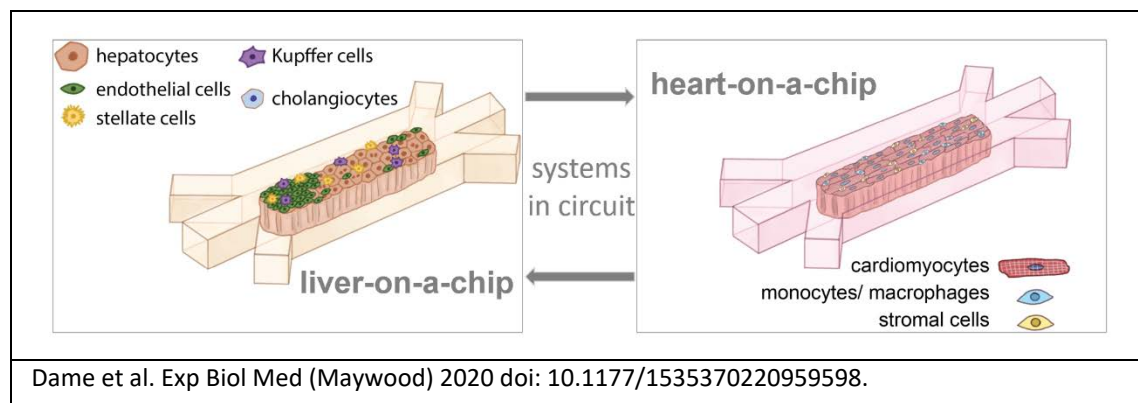 hepatocytes
Kupffer cells
endothelial cells
cholangiocytes
stellate cells
heart-on-a-chip
systems
in circuit
liver-on-a-chip
cardiomyocytes
monocytes/ macrophages
stromal cells
Dame et al. Exp Biol Med (Maywood) 2020 doi: 10.1177/1535370220959598.